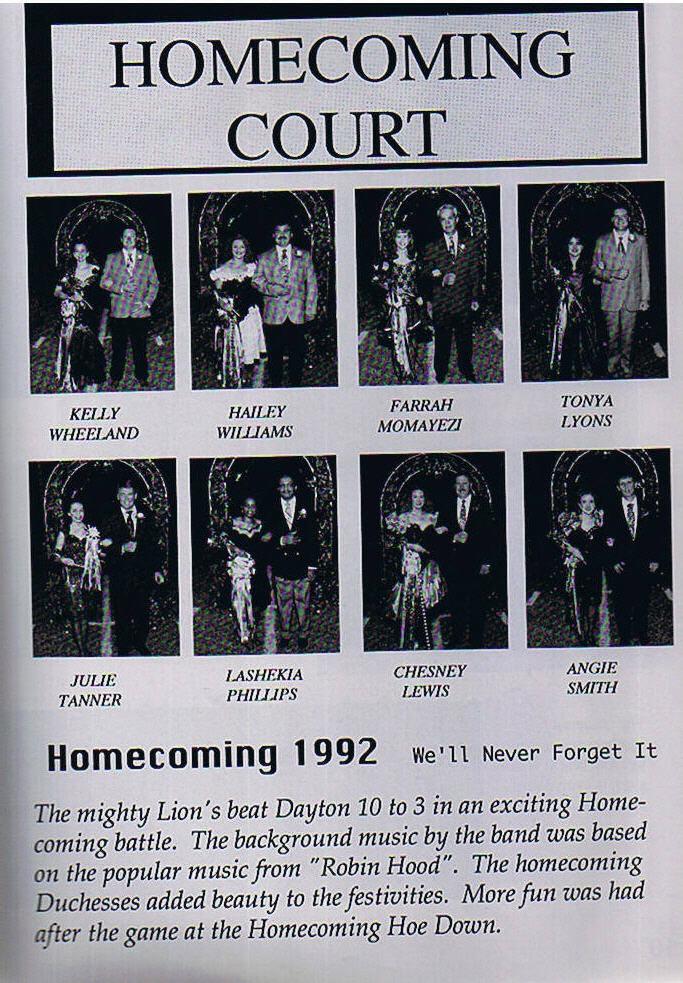 HOMECOMING
COURT
KELLY
WHEELAND
HAILEY
WILLIAMS
FARRAH
MOMAYEZI
TONYA
LYONS
JULIE
TANNER
LASHEKIA
PHILLIPS
CHESNEY
LEWIS
ANGIE
SMITH
Homecoming 1992 We'll Never Forget It
The mighty Lion's beat Dayton 10 to 3 in an exciting Home-
coming battle. The background music by the band was based
on the popular music from "Robin Hood". The homecoming
Duchesses added beauty to the festivities. More fun was had
after the game at the Homecoming Hoe Down.